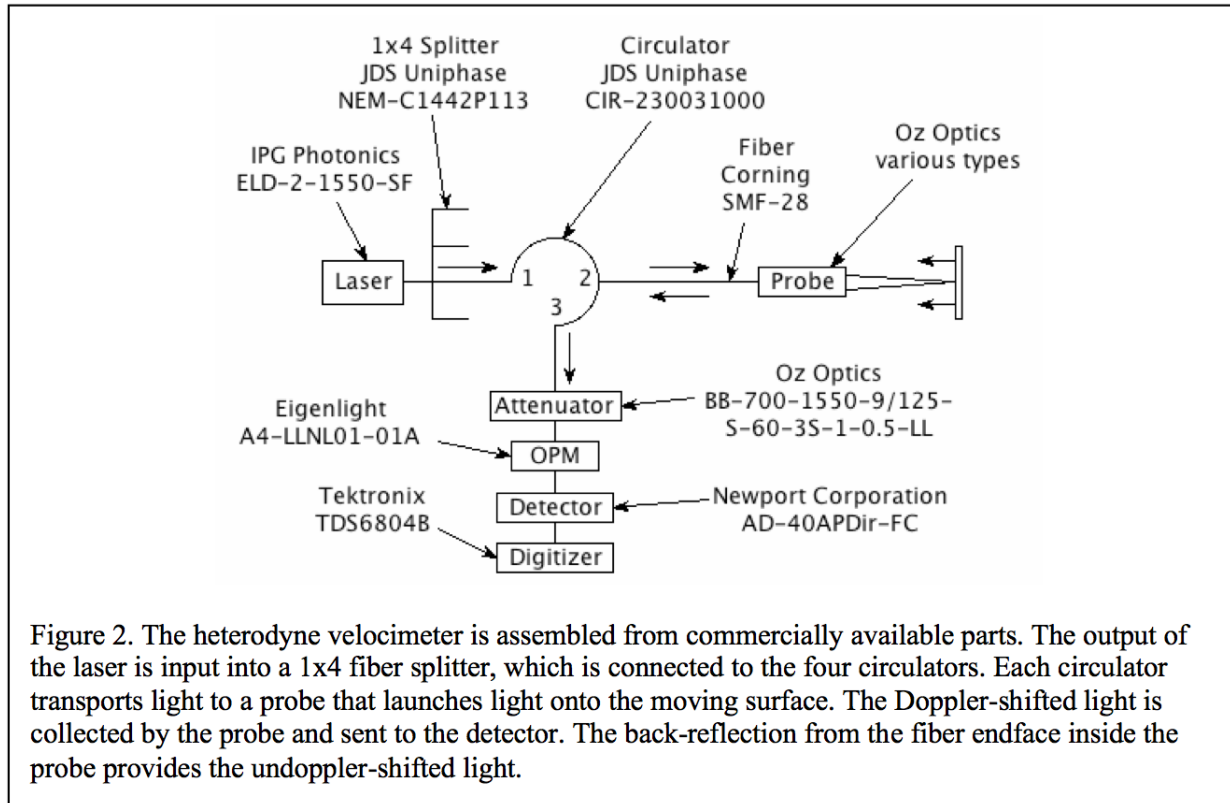 1x4 Splitter
JDS Uniphase
NEM-C1442P113
Circulator
JDS Uniphase
CIR-230031000
IPG Photonics
ELD-2-1550-SF
Fiber
Corning
SMF-28
Oz Optics
various types
Laser
1
2
3
Probe
Attenuator
Oz Optics
BB-700-1550-9/125-
S-60-3S-1-0.5-LL
Eigenlight
A4-LLNL01-01A
OPM
Tektronix
TDS6804B
Detector
Newport Corporation
AD-40APDir-FC
Digitizer
Figure 2. The heterodyne velocimeter is assembled from commercially available parts. The output of
the laser is input into a 1x4 fiber splitter, which is connected to the four circulators. Each circulator
transports light to a probe that launches light onto the moving surface. The Doppler-shifted light is
collected by the probe and sent to the detector. The back-reflection from the fiber endface inside the
probe provides the undoppler-shifted light.